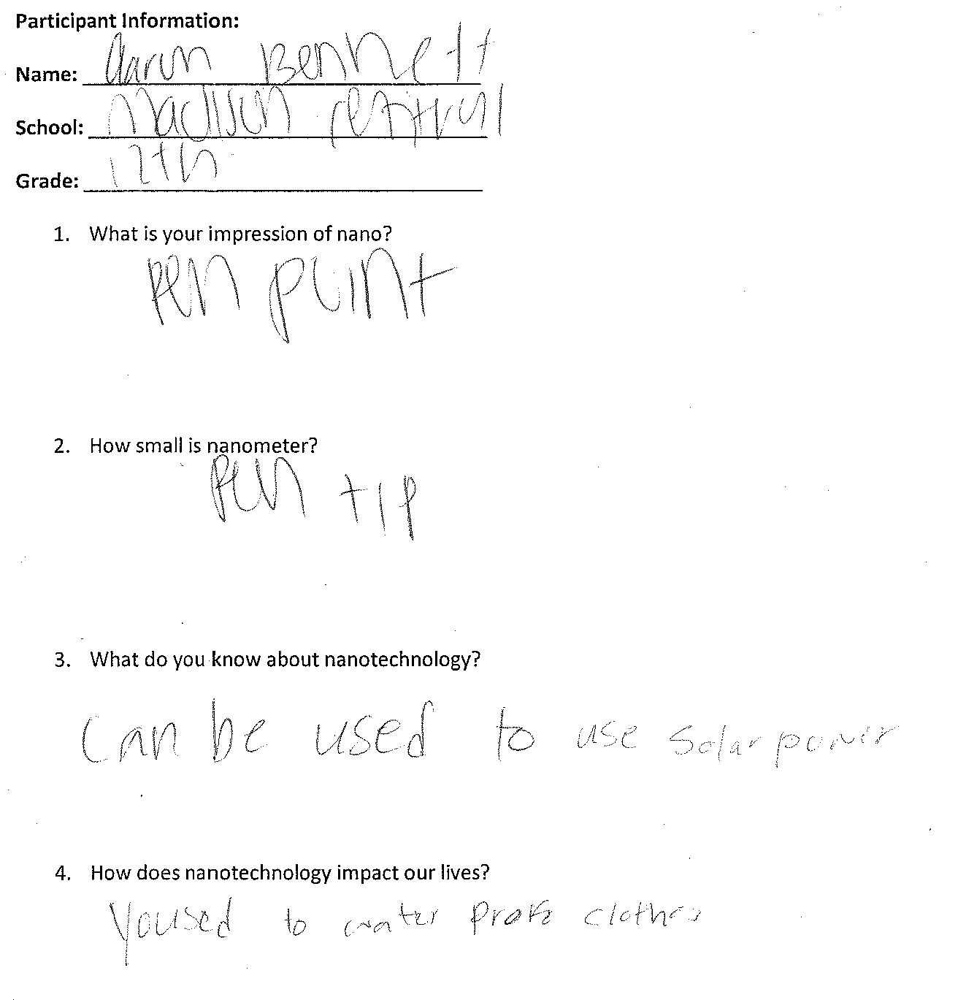 Participant Information:
Name: Aaron Bennett
School: Madison central
Grade: 12th
1. What is your impression of nano?
Pen point
2. How small is nanometer?
Pen tip
3. What do you know about nanotechnology?
Can be used to use Solar power
4. How does nanotechnology impact our lives?
Yoused to water clothes